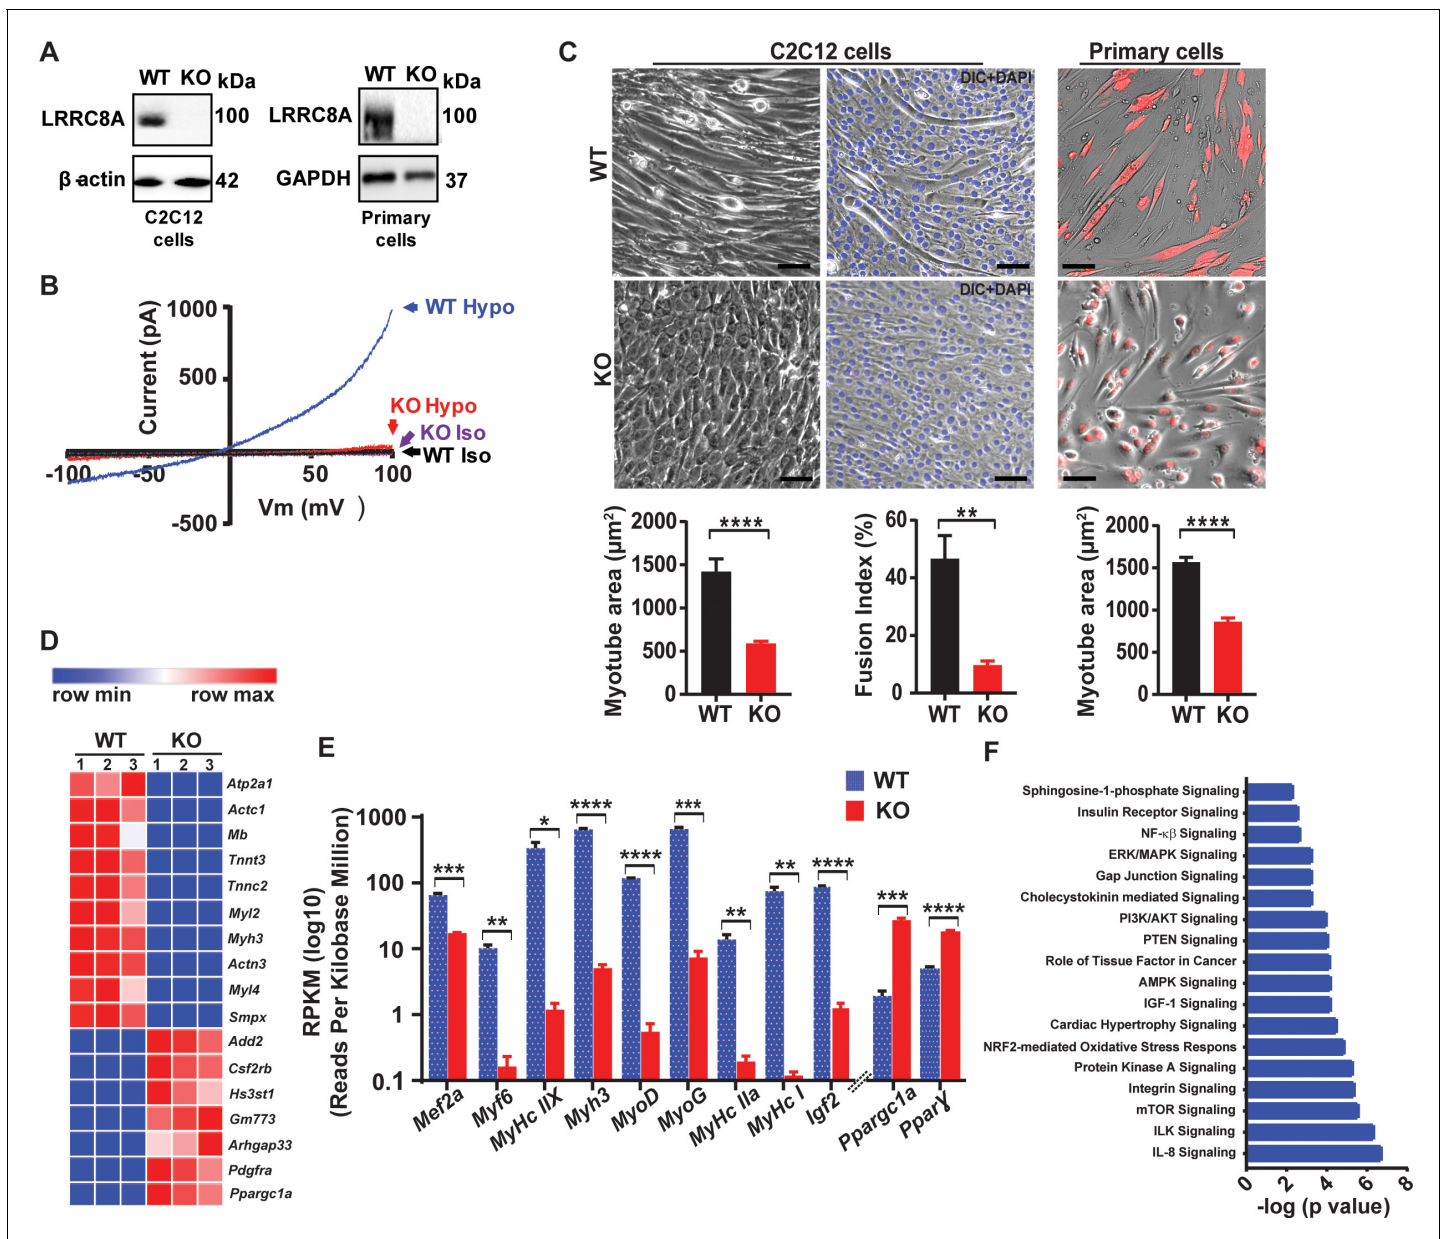 A
WT KO kDa
LRRC8A
100
β-actin
42
C2C12
cells
WT KO kDa
LRRC8A
100
GAPDH
37
Primary
cells
B
Current (pA)
1000
500
-500
-100
-50
50
100
Vm (mV )
WT Hypo
KO Hypo
KO Iso
WT Iso
C
C2C12 cells
Primary cells
WT
KO
DIC+DAPI
DIC+DAPI
Myotube area (µm²)
2000
1500
1000
500
0
****
WT KO
Fusion Index (%)
60
40
20
0
**
WT KO
Myotube area (µm²)
2000
1500
1000
500
0
****
WT KO
D
row min row max
WT KO
1 2 3 1 2 3
Atp2a1
Actc1
Mb
Tnnt3
Tnnc2
Myl2
Myh3
Actn3
Myl4
Smpx
Add2
Csf2rb
Hs3st1
Gm773
Arhgap33
Pdgfra
Ppargc1a
E
WT
KO
RPKM (log10)
(Reads Per Kilobase Million)
1000
100
10
1
0.1
***
**
*
****
****
***
**
**
****
***
****
Mef2a
Myf6
MyHc IIX
Myh3
MyoD
MyoG
MyHc IIa
MyHc I
Igf2
Ppargc1a
Pparɣ
F
Sphingosine-1-phosphate Signaling
Insulin Receptor Signaling
NF-κβ Signaling
ERK/MAPK Signaling
Gap Junction Signaling
Cholecystokinin mediated Signaling
PI3K/AKT Signaling
PTEN Signaling
Role of Tissue Factor in Cancer
AMPK Signaling
IGF-1 Signaling
Cardiac Hypertrophy Signaling
NRF2-mediated Oxidative Stress Respons
Protein Kinase A Signaling
Integrin Signaling
mTOR Signaling
ILK Signaling
IL-8 Signaling
0 2 4 6 8
-log (p value)